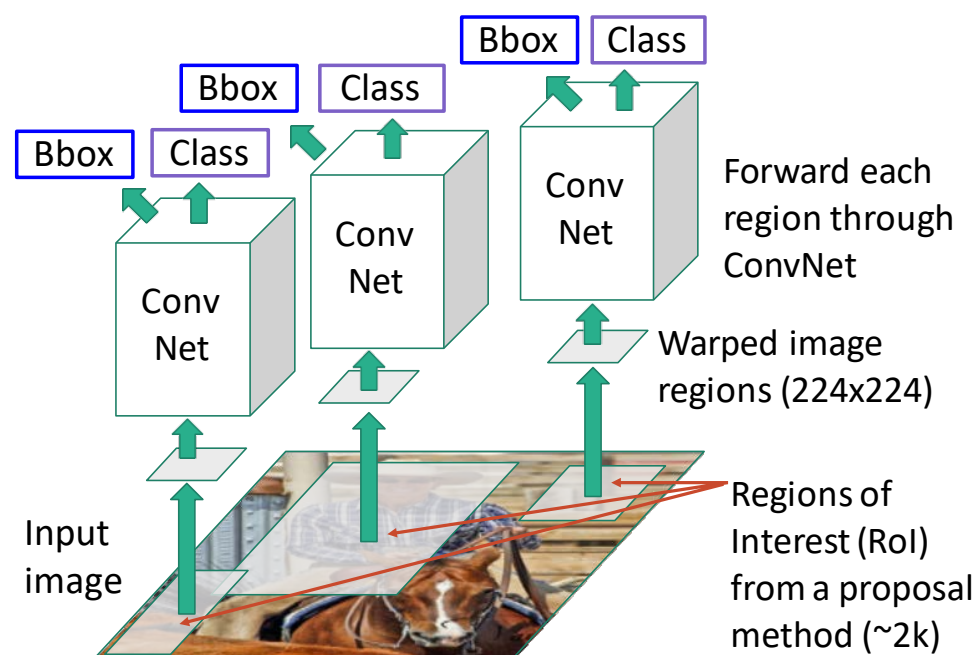 Bbox
Class
Bbox
Class
Bbox
Class
Conv
Net
Conv
Net
Conv
Net
Forward each
region through
ConvNet
Warped image
regions (224x224)
Input
image
Regions of
Interest (RoI)
from a proposal
method (~2k)